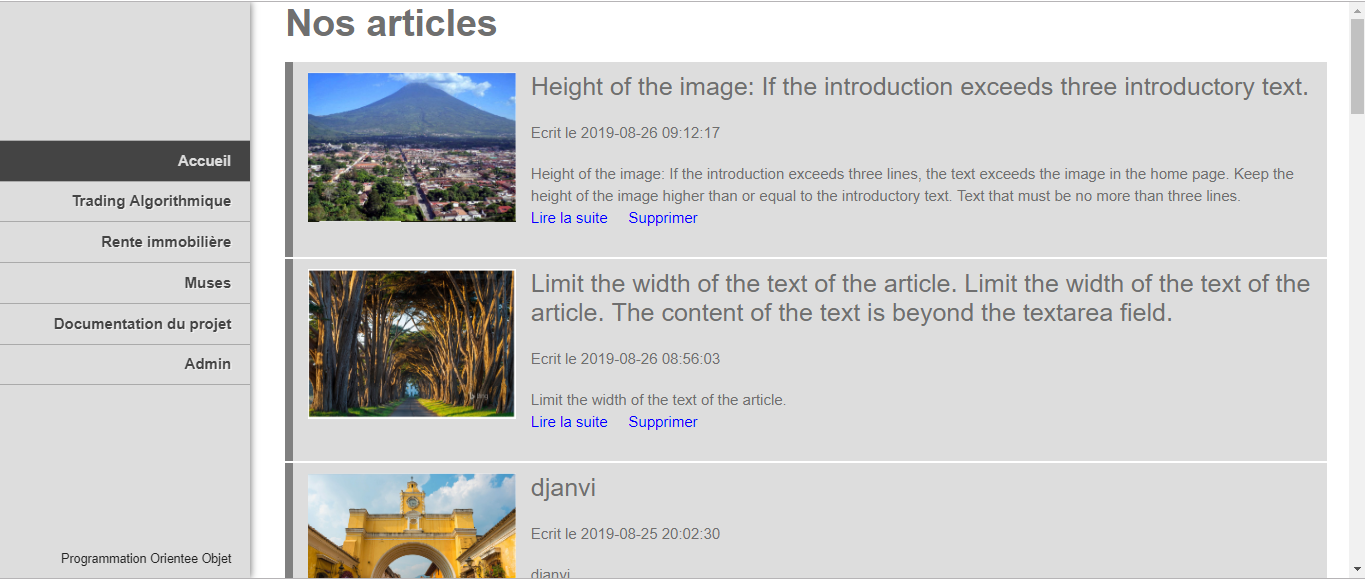 Nos articles
Accueil
Trading Algorithmique
Rente immobilière
Muses
Documentation du projet
Admin
Programmation Orientee Objet
Height of the image: If the introduction exceeds three introductory text.
Ecrit le 2019-08-26 09:12:17
Height of the image: If the introduction exceeds three lines, the text exceeds the image in the home page. Keep the
height of the image higher than or equal to the introductory text. Text that must be no more than three lines.
Lire la suite Supprimer
Limit the width of the text of the article. Limit the width of the text of the
article. The content of the text is beyond the textarea field.
Ecrit le 2019-08-26 08:56:03
Limit the width of the text of the article.
Lire la suite Supprimer
djanvi
Ecrit le 2019-08-25 20:02:30
djanvi